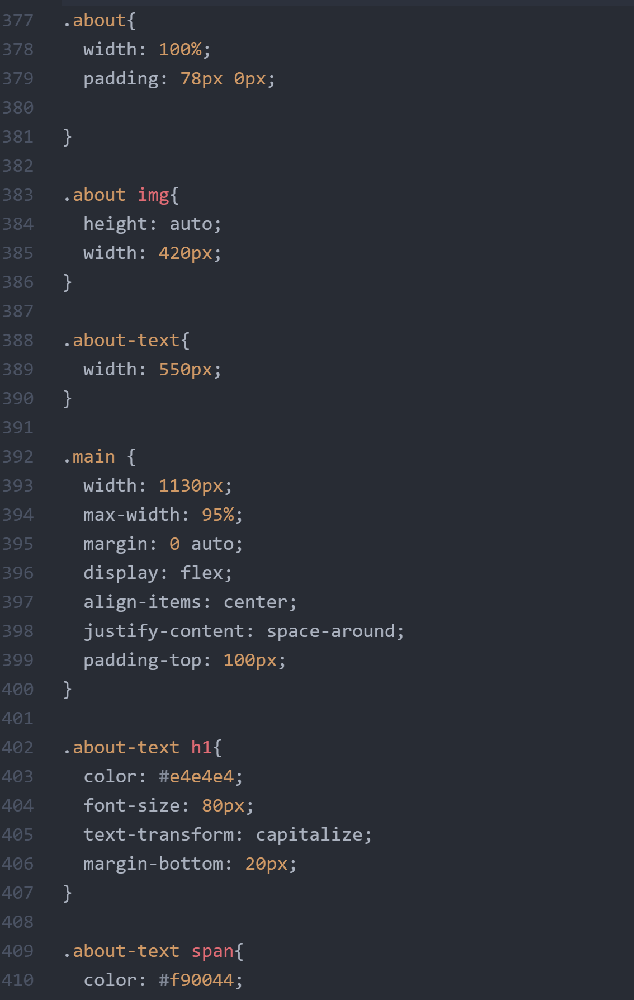 377 .about{
378   width: 100%;
379   padding: 78px 0px;
380
381 }
382
383 .about img{
384   height: auto;
385   width: 420px;
386 }
387
388 .about-text{
389   width: 550px;
390 }
391
392 .main {
393   width: 1130px;
394   max-width: 95%;
395   margin: 0 auto;
396   display: flex;
397   align-items: center;
398   justify-content: space-around;
399   padding-top: 100px;
400 }
401
402 .about-text h1{
403   color: #e4e4e4;
404   font-size: 80px;
405   text-transform: capitalize;
406   margin-bottom: 20px;
407 }
408
409 .about-text span{
410   color: #f90044;